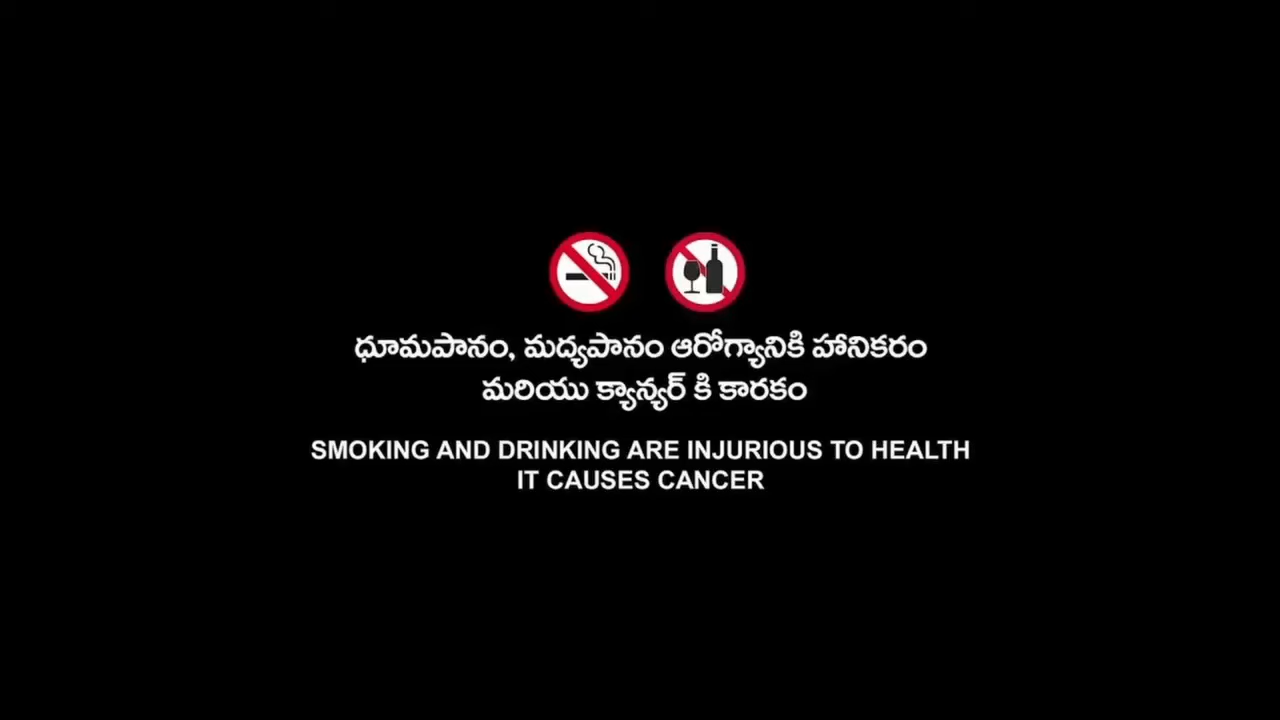 ధూమపానం, మద్యపానం ఆరోగ్యానికి హానికరం
మరియు క్యాన్సర్ కి కారకం
SMOKING AND DRINKING ARE INJURIOUS TO HEALTH
IT CAUSES CANCER